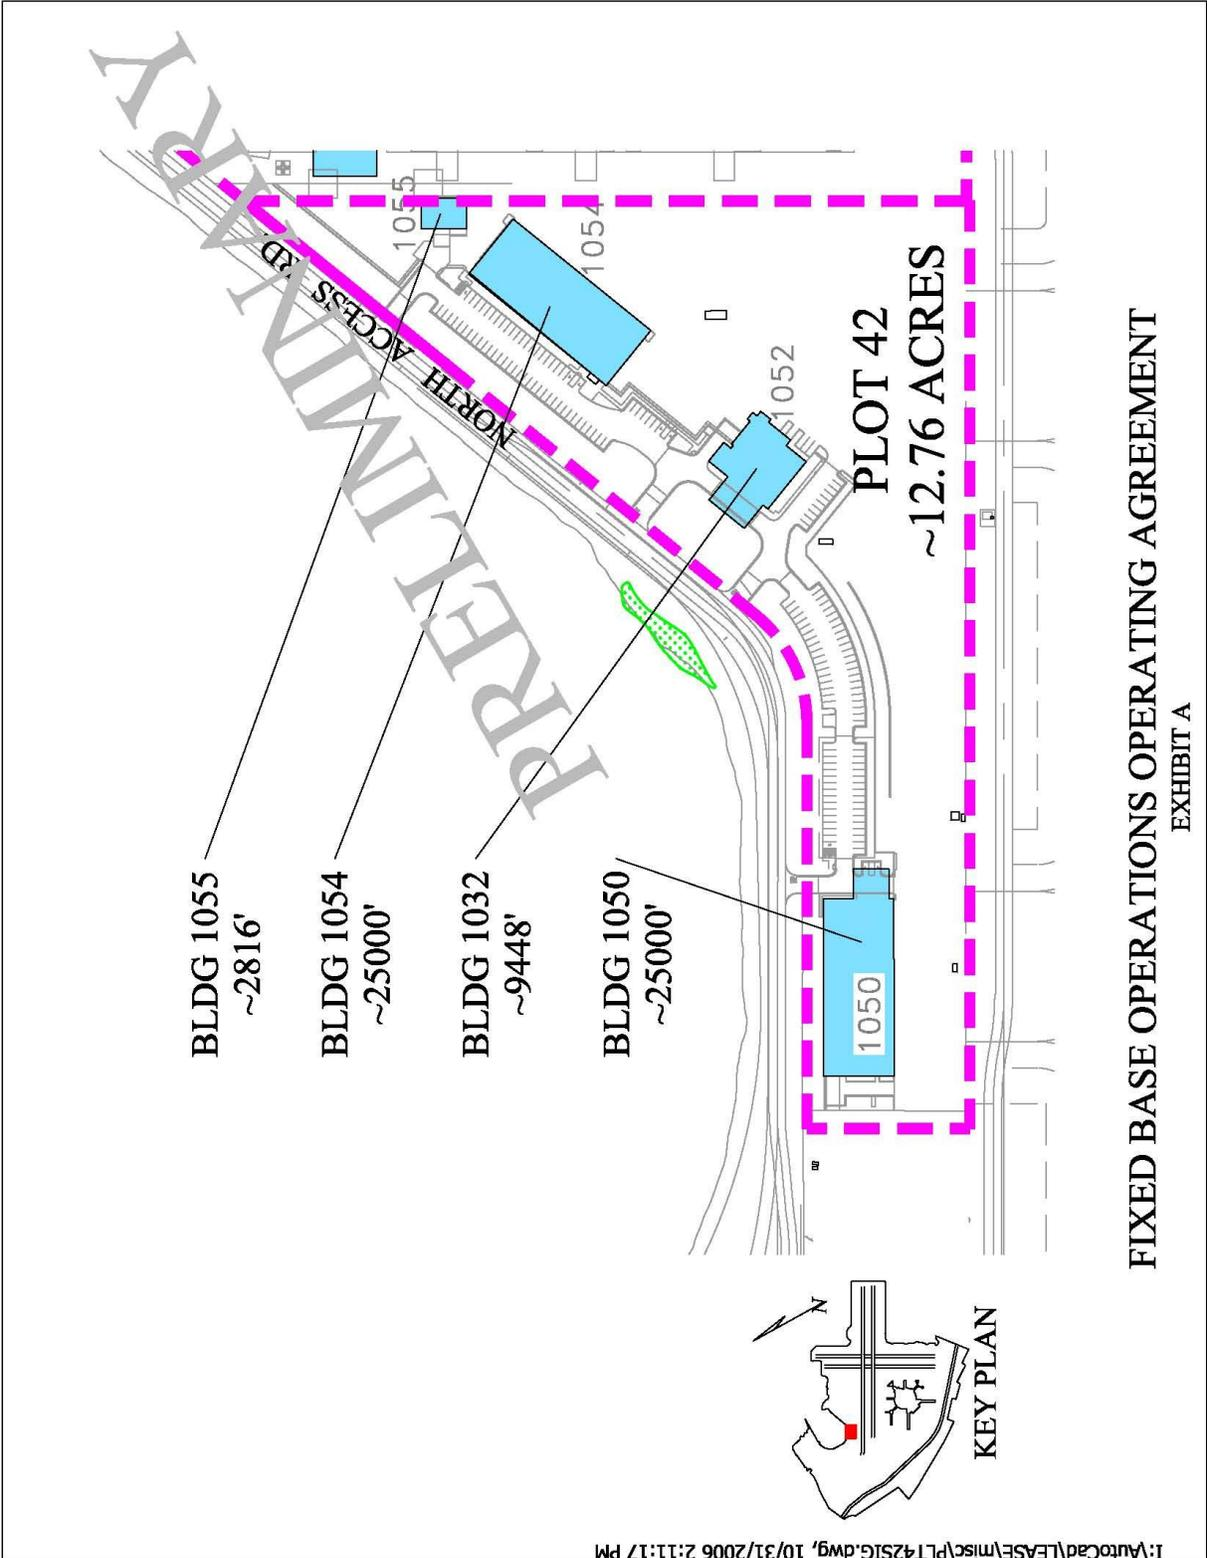 BLDG 1055
~2816'
BLDG 1054
~25000'
BLDG 1032
~9448'
BLDG 1050
~25000'
PRELIMINARY
NORTH ACCESS RD.
1055
1054
1052
1050
PLOT 42
~12.76 ACRES
N
KEY PLAN
FIXED BASE OPERATIONS OPERATING AGREEMENT
EXHIBIT A
I:\AutoCad\LEASE\misc\PLT42SIG.dwg, 10/31/2006 2:11:17 PM